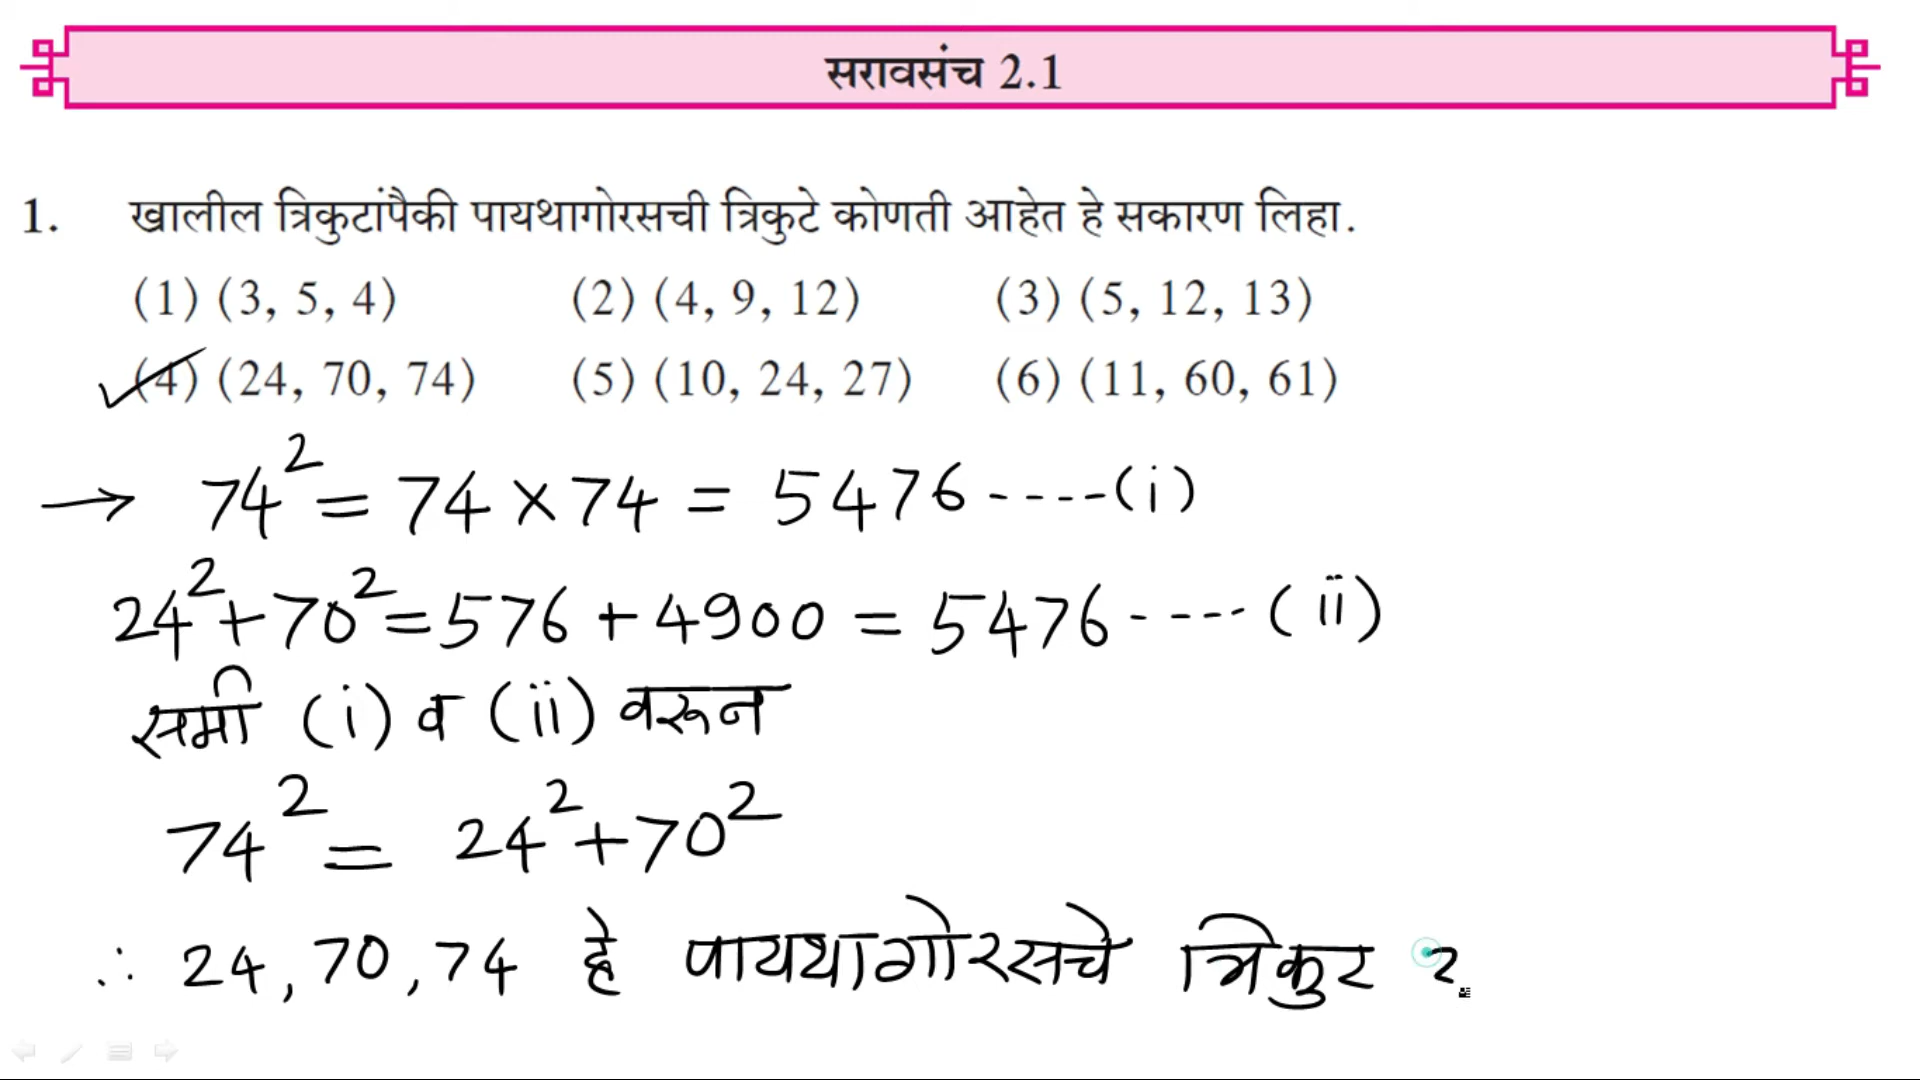 सरावसंच 2.1
1. खालील त्रिकुटांपैकी पायथागोरसची त्रिकुटे कोणती आहेत हे सकारण लिहा.
(1) (3, 5, 4) (2) (4, 9, 12) (3) (5, 12, 13)
(4) (24, 70, 74) (5) (10, 24, 27) (6) (11, 60, 61)
→ 74² = 74 × 74 = 5476 ---- (i)
24² + 70² = 576 + 4900 = 5476 ---- (ii)
समी (i) व (ii) वरून
74² = 24² + 70²
∴ 24, 70, 74 हे पायथागोरसचे त्रिकुट